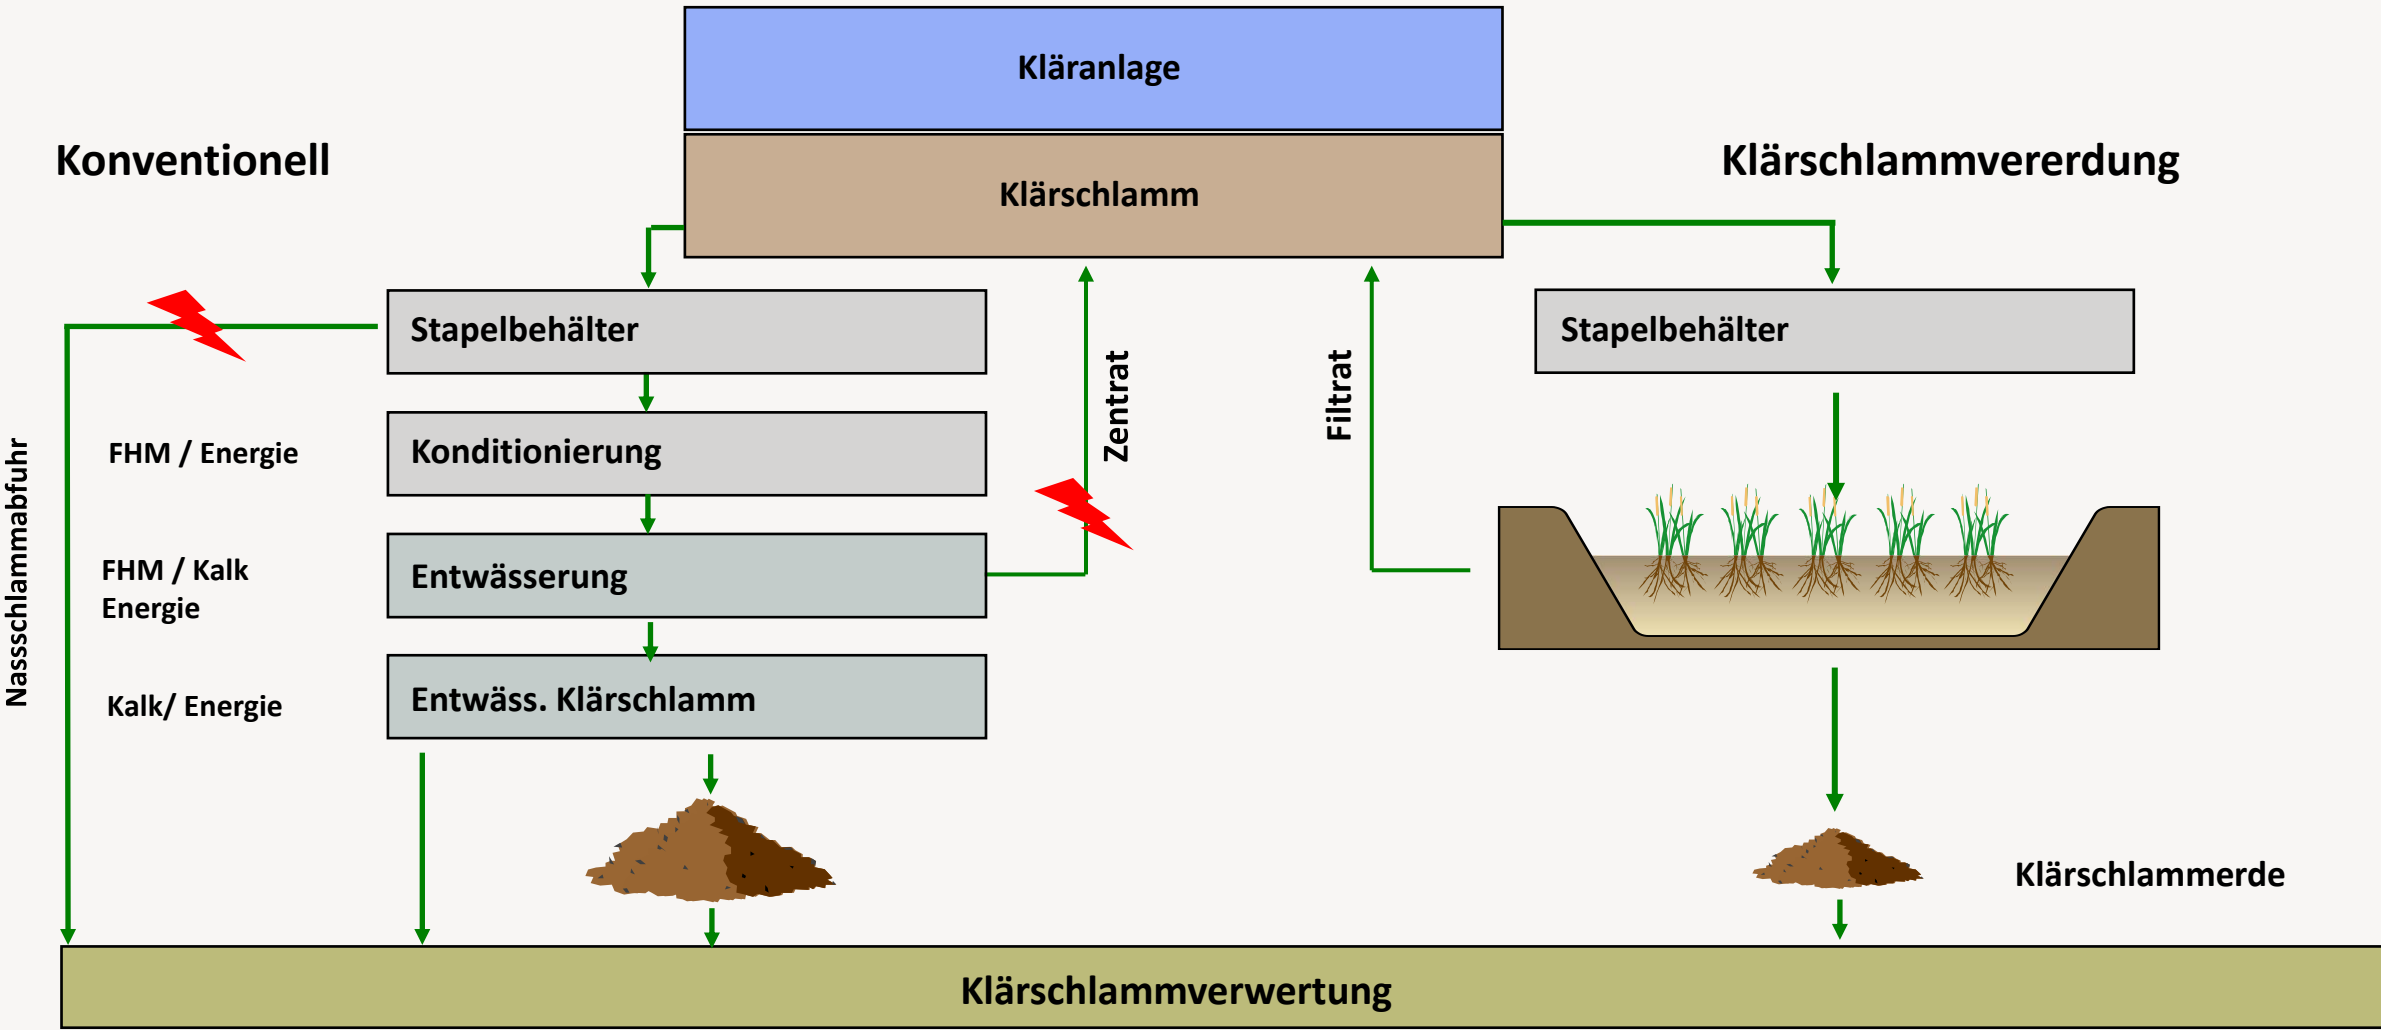 Kläranlage
Konventionell
Klärschlammvererdung
Klärschlamm
Stapelbehälter
Stapelbehälter
Zentrat
Filtrat
Nassschlammabfuhr
FHM / Energie
Konditionierung
FHM / Kalk
Energie
Entwässerung
Kalk/ Energie
Entwäss. Klärschlamm
Klärschlammerde
Klärschlammverwertung